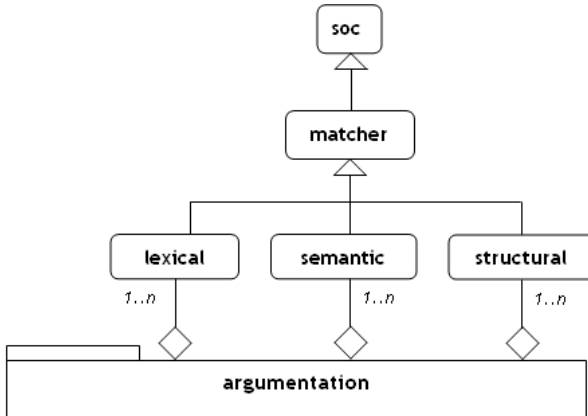 soc
matcher
lexical semantic structural
1..n 1..n 1..n
argumentation